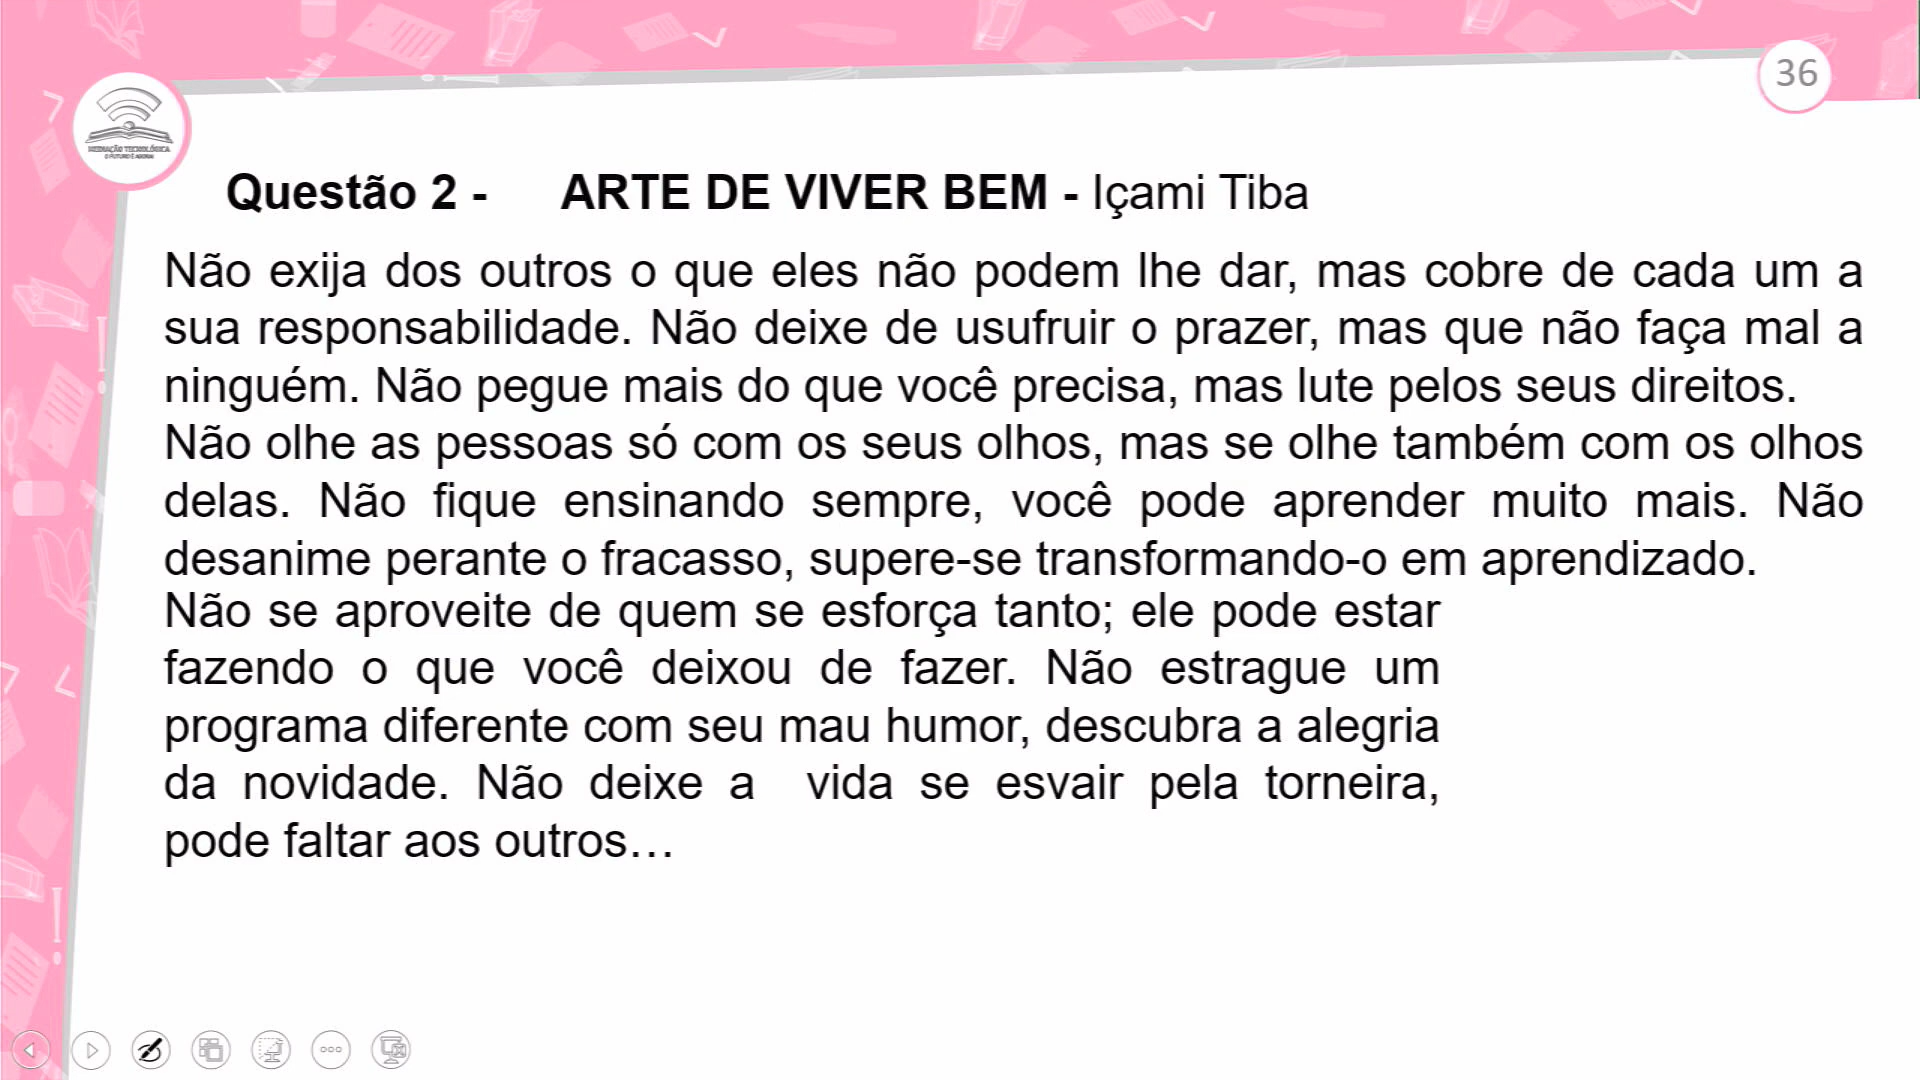 36
MEDIAÇÃO TECNOLÓGICA
O FUTURO É AGORA!
Questão 2 - ARTE DE VIVER BEM - Içami Tiba
Não exija dos outros o que eles não podem lhe dar, mas cobre de cada um a
sua responsabilidade. Não deixe de usufruir o prazer, mas que não faça mal a
ninguém. Não pegue mais do que você precisa, mas lute pelos seus direitos.
Não olhe as pessoas só com os seus olhos, mas se olhe também com os olhos
delas. Não fique ensinando sempre, você pode aprender muito mais. Não
desanime perante o fracasso, supere-se transformando-o em aprendizado.
Não se aproveite de quem se esforça tanto; ele pode estar
fazendo o que você deixou de fazer. Não estrague um
programa diferente com seu mau humor, descubra a alegria
da novidade. Não deixe a vida se esvair pela torneira,
pode faltar aos outros…